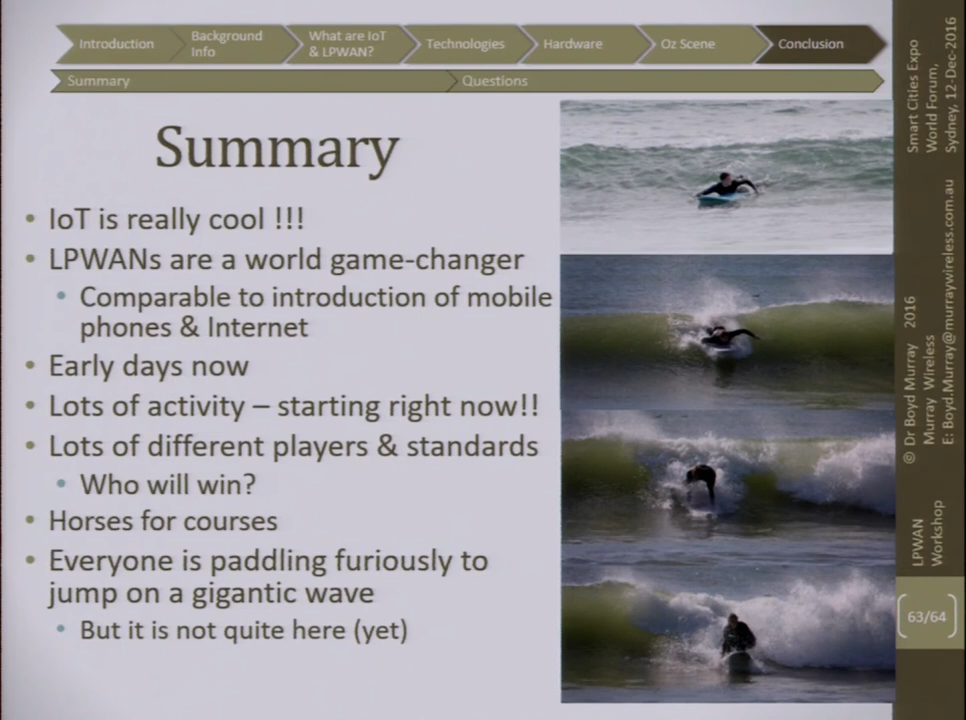 Introduction
Background
Info
What are IoT
& LPWAN?
Technologies
Hardware
Oz Scene
Conclusion
Summary
Questions
Summary
• IoT is really cool !!!
• LPWANs are a world game-changer
• Comparable to introduction of mobile
phones & Internet
• Early days now
• Lots of activity – starting right now!!
• Lots of different players & standards
• Who will win?
• Horses for courses
• Everyone is paddling furiously to
jump on a gigantic wave
• But it is not quite here (yet)
Smart Cities Expo
World Forum,
Sydney, 12-Dec-2016
© Dr Boyd Murray 2016
Murray Wireless
E: Boyd.Murray@murraywireless.com.au
LPWAN
Workshop
63/64